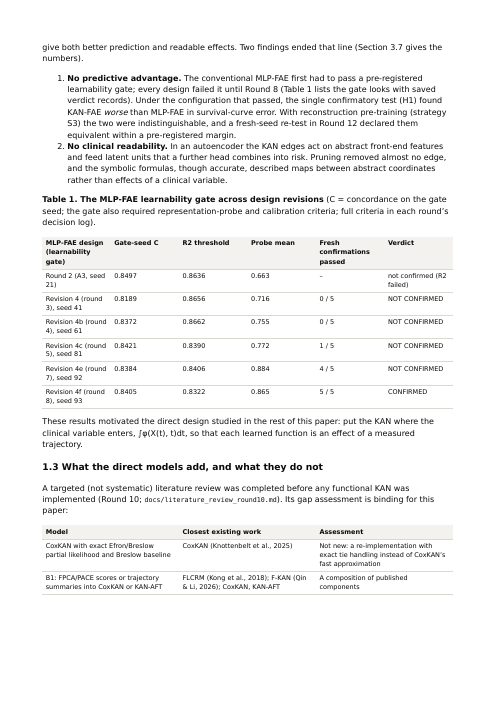 give both better prediction and readable effects. Two findings ended that line (Section 3.7 gives the
numbers).
1. No predictive advantage. The conventional MLP-FAE first had to pass a pre-registered
learnability gate; every design failed it until Round 8 (Table 1 lists the gate looks with saved
verdict records). Under the configuration that passed, the single confirmatory test (H1) found
KAN-FAE worse than MLP-FAE in survival-curve error. With reconstruction pre-training (strategy
S3) the two were indistinguishable, and a fresh-seed re-test in Round 12 declared them
equivalent within a pre-registered margin.
2. No clinical readability. In an autoencoder the KAN edges act on abstract front-end features
and feed latent units that a further head combines into risk. Pruning removed almost no edge,
and the symbolic formulas, though accurate, described maps between abstract coordinates
rather than effects of a clinical variable.
Table 1. The MLP-FAE learnability gate across design revisions (C = concordance on the gate
seed; the gate also required representation-probe and calibration criteria; full criteria in each round's
decision log).
MLP-FAE design (learnability gate) Gate-seed C R2 threshold Probe mean Fresh confirmations passed Verdict
Round 2 (A3, seed 21) 0.8497 0.8636 0.663 – not confirmed (R2 failed)
Revision 4 (round 3), seed 41 0.8189 0.8656 0.716 0 / 5 NOT CONFIRMED
Revision 4b (round 4), seed 61 0.8372 0.8662 0.755 0 / 5 NOT CONFIRMED
Revision 4c (round 5), seed 81 0.8421 0.8390 0.772 1 / 5 NOT CONFIRMED
Revision 4e (round 7), seed 92 0.8384 0.8406 0.884 4 / 5 NOT CONFIRMED
Revision 4f (round 8), seed 93 0.8405 0.8322 0.865 5 / 5 CONFIRMED
These results motivated the direct design studied in the rest of this paper: put the KAN where the
clinical variable enters, ∫φ(X(t), t)dt, so that each learned function is an effect of a measured
trajectory.
1.3 What the direct models add, and what they do not
A targeted (not systematic) literature review was completed before any functional KAN was
implemented (Round 10; docs/literature_review_round10.md). Its gap assessment is binding for this
paper:
Model Closest existing work Assessment
CoxKAN with exact Efron/Breslow partial likelihood and Breslow baseline CoxKAN (Knottenbelt et al., 2025) Not new: a re-implementation with exact tie handling instead of CoxKAN's fast approximation
B1: FPCA/PACE scores or trajectory summaries into CoxKAN or KAN-AFT FLCRM (Kong et al., 2018); F-KAN (Qin & Li, 2026); CoxKAN, KAN-AFT A composition of published components